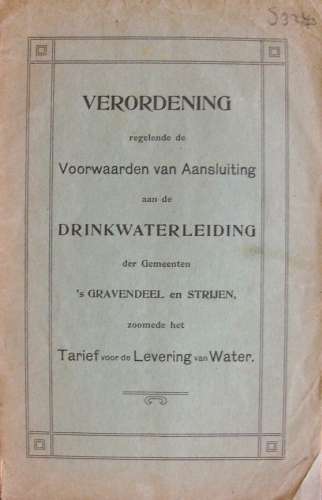 VERORDENING
regelende de
Voorwaarden van Aansluiting
aan de
DRINKWATERLEIDING
der Gemeenten
's GRAVENDEEL en STRIJEN,
zoomede het
Tarief voor de Levering van Water.